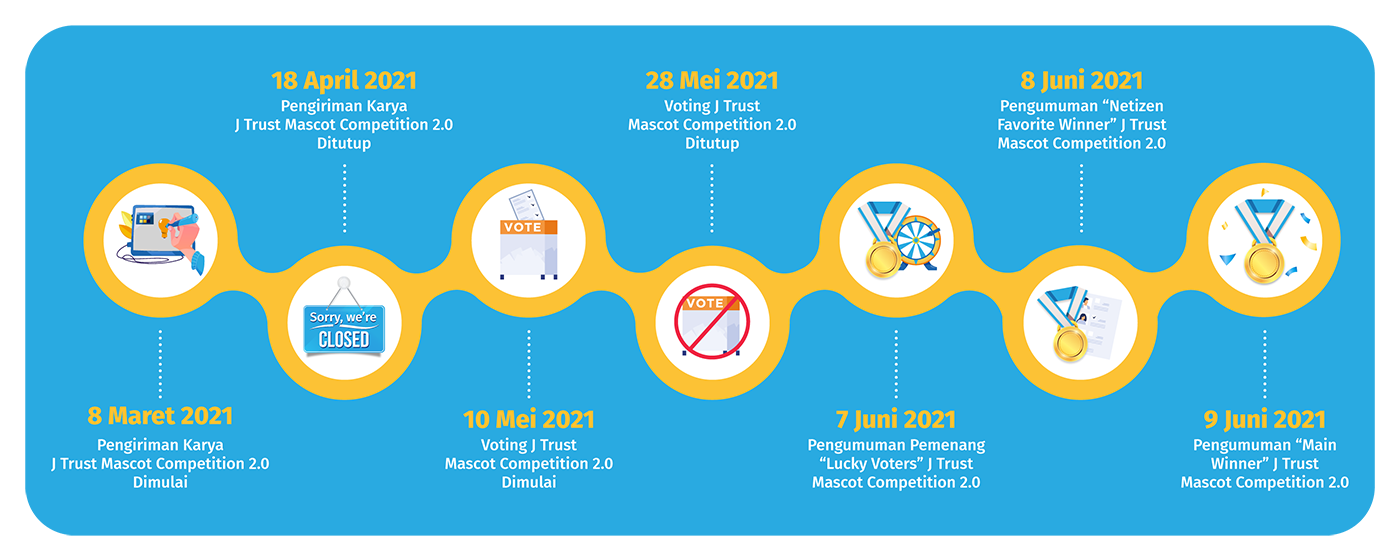 18 April 2021
Pengiriman Karya
J Trust Mascot Competition 2.0
Ditutup
28 Mei 2021
Voting J Trust
Mascot Competition 2.0
Ditutup
8 Juni 2021
Pengumuman “Netizen
Favorite Winner” J Trust
Mascot Competition 2.0
VOTE
Sorry, we're
CLOSED
VOTE
8 Maret 2021
Pengiriman Karya
J Trust Mascot Competition 2.0
Dimulai
10 Mei 2021
Voting J Trust
Mascot Competition 2.0
Dimulai
7 Juni 2021
Pengumuman Pemenang
“Lucky Voters” J Trust
Mascot Competition 2.0
9 Juni 2021
Pengumuman “Main
Winner” J Trust
Mascot Competition 2.0